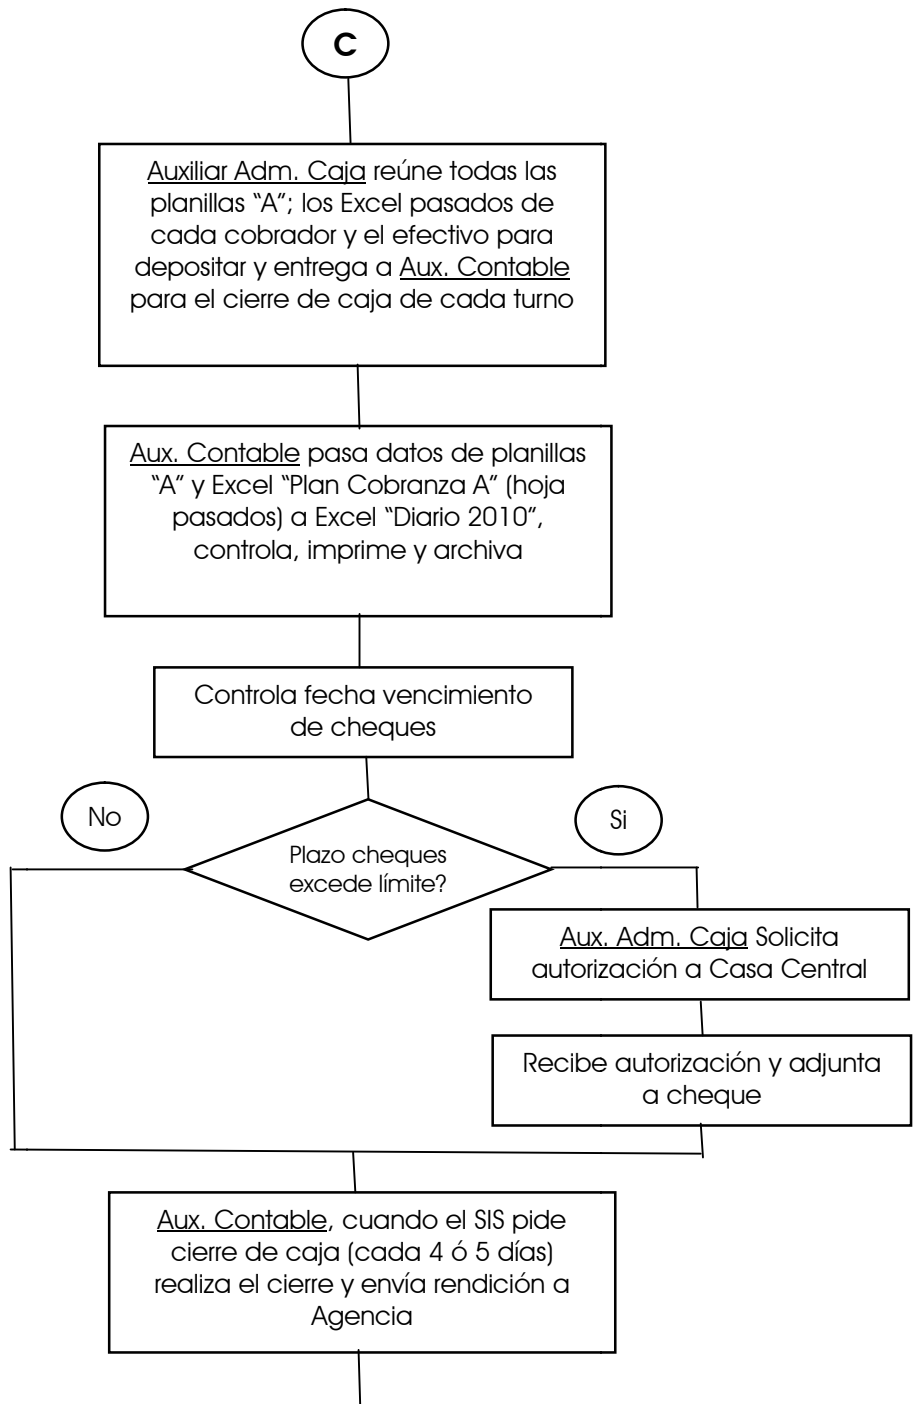 C
Auxiliar Adm. Caja reúne todas las
planillas “A”; los Excel pasados de
cada cobrador y el efectivo para
depositar y entrega a Aux. Contable
para el cierre de caja de cada turno
Aux. Contable pasa datos de planillas
“A” y Excel “Plan Cobranza A” (hoja
pasados) a Excel “Diario 2010”,
controla, imprime y archiva
Controla fecha vencimiento
de cheques
No
Si
Plazo cheques
excede límite?
Aux. Adm. Caja Solicita
autorización a Casa Central
Recibe autorización y adjunta
a cheque
Aux. Contable, cuando el SIS pide
cierre de caja (cada 4 ó 5 días)
realiza el cierre y envía rendición a
Agencia